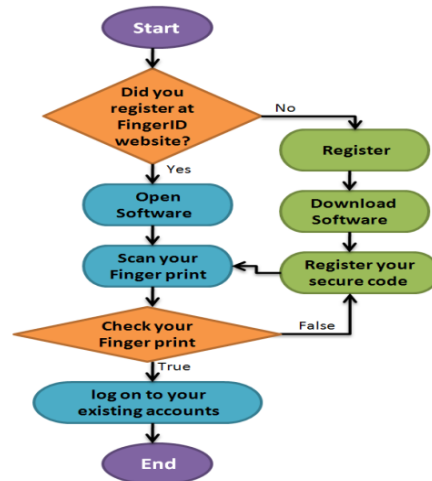 Start
Did you
register at
FingerID
website?
No
Yes
Register
Open
Software
Download
Software
Scan your
Finger print
Register your
secure code
Check your
Finger print
False
True
log on to your
existing accounts
End